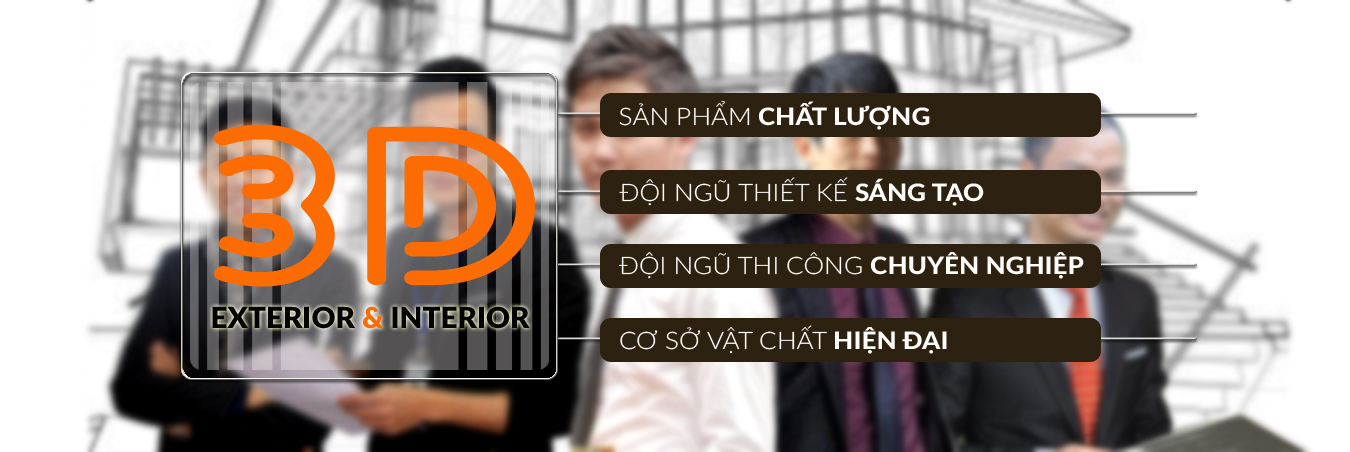 3D
EXTERIOR & INTERIOR
SẢN PHẨM CHẤT LƯỢNG
ĐỘI NGŨ THIẾT KẾ SÁNG TẠO
ĐỘI NGŨ THI CÔNG CHUYÊN NGHIỆP
CƠ SỞ VẬT CHẤT HIỆN ĐẠI